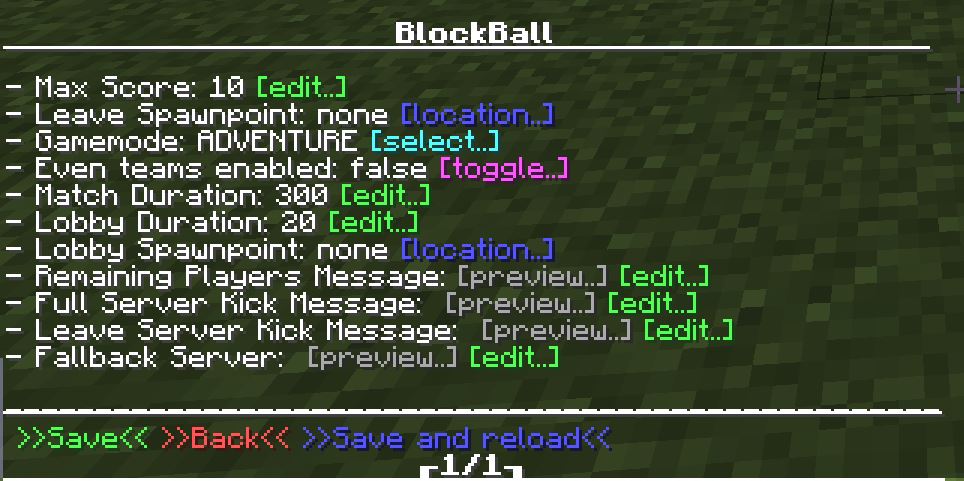 BlockBall
- Max Score: 10 [edit..]
- Leave Spawnpoint: none [location..]
- Gamemode: ADVENTURE [select..]
- Even teams enabled: false [toggle..]
- Match Duration: 300 [edit..]
- Lobby Duration: 20 [edit..]
- Lobby Spawnpoint: none [location..]
- Remaining Players Message: [preview..] [edit..]
- Full Server Kick Message: [preview..] [edit..]
- Leave Server Kick Message: [preview..] [edit..]
- Fallback Server: [preview..] [edit..]
>>Save<< >>Back<< >>Save and reload<<
┌1/1┐